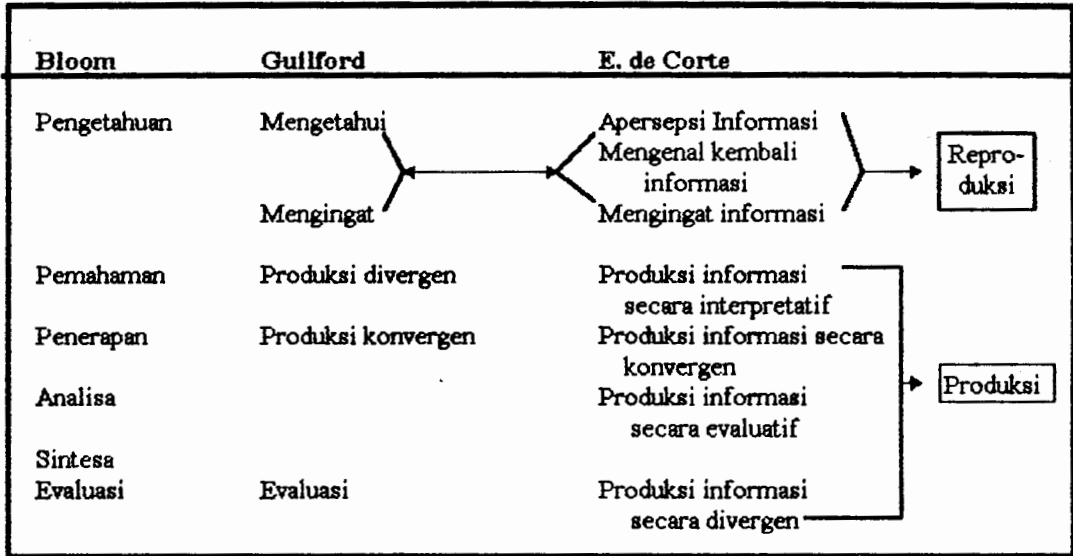 Bloom Guilford E. de Corte
Pengetahuan Mengetahui Apersepsi Informasi
Mengenal kembali
informasi
Mengingat Mengingat informasi
Repro-
duksi
Pemahaman Produksi divergen Produksi informasi
secara interpretatif
Penerapan Produksi konvergen Produksi informasi secara
konvergen
Analisa Produksi informasi
secara evaluatif
Produksi
Sintesa
Evaluasi Evaluasi Produksi informasi
secara divergen